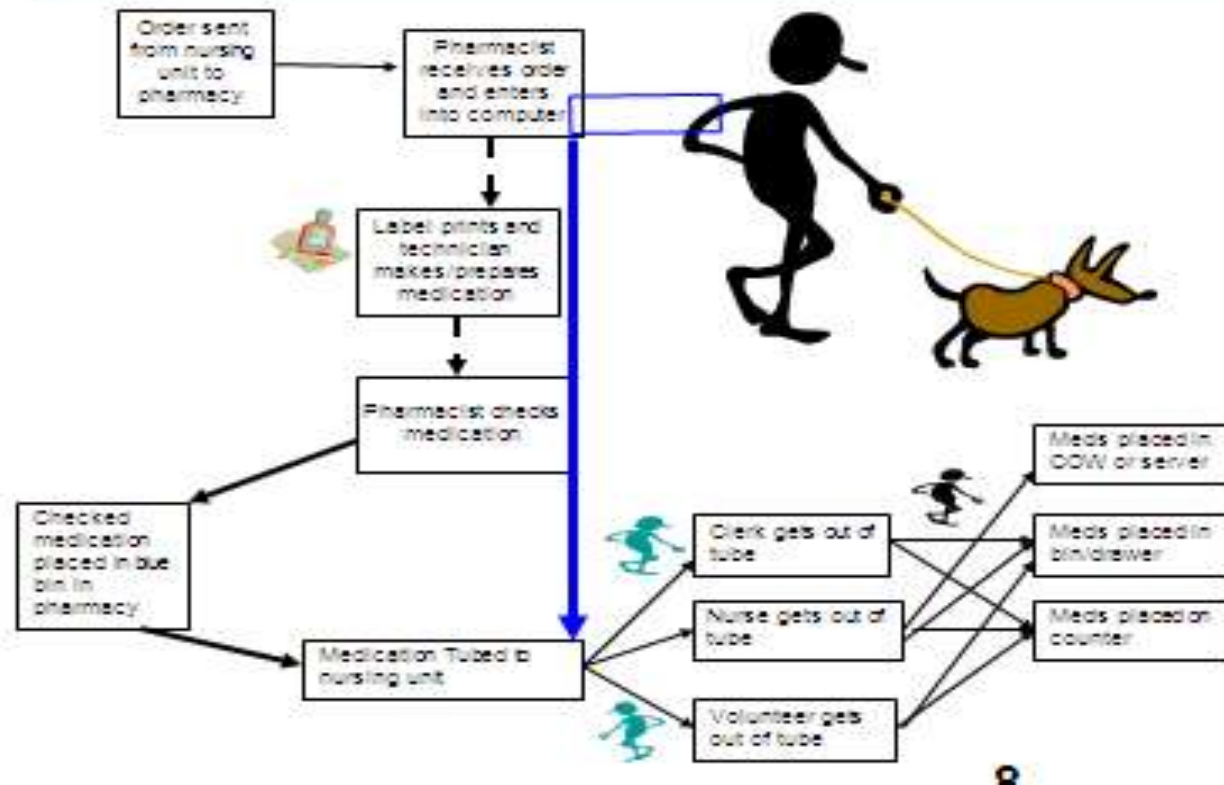 Order sent
from nursing
unit to
pharmacy
Pharmacist
receives order
and enters
into computer
Label prints and
technician
makes/prepares
medication
Pharmacist checks
medication
Checked
medication
placed in blue
bin in
pharmacy
Medication Tubed to
nursing unit
Clerk gets out of
tube
Nurse gets out of
tube
Volunteer gets
out of tube
Meds placed in
COW or server
Meds placed in
bin/drawer
Meds placed on
counter
8